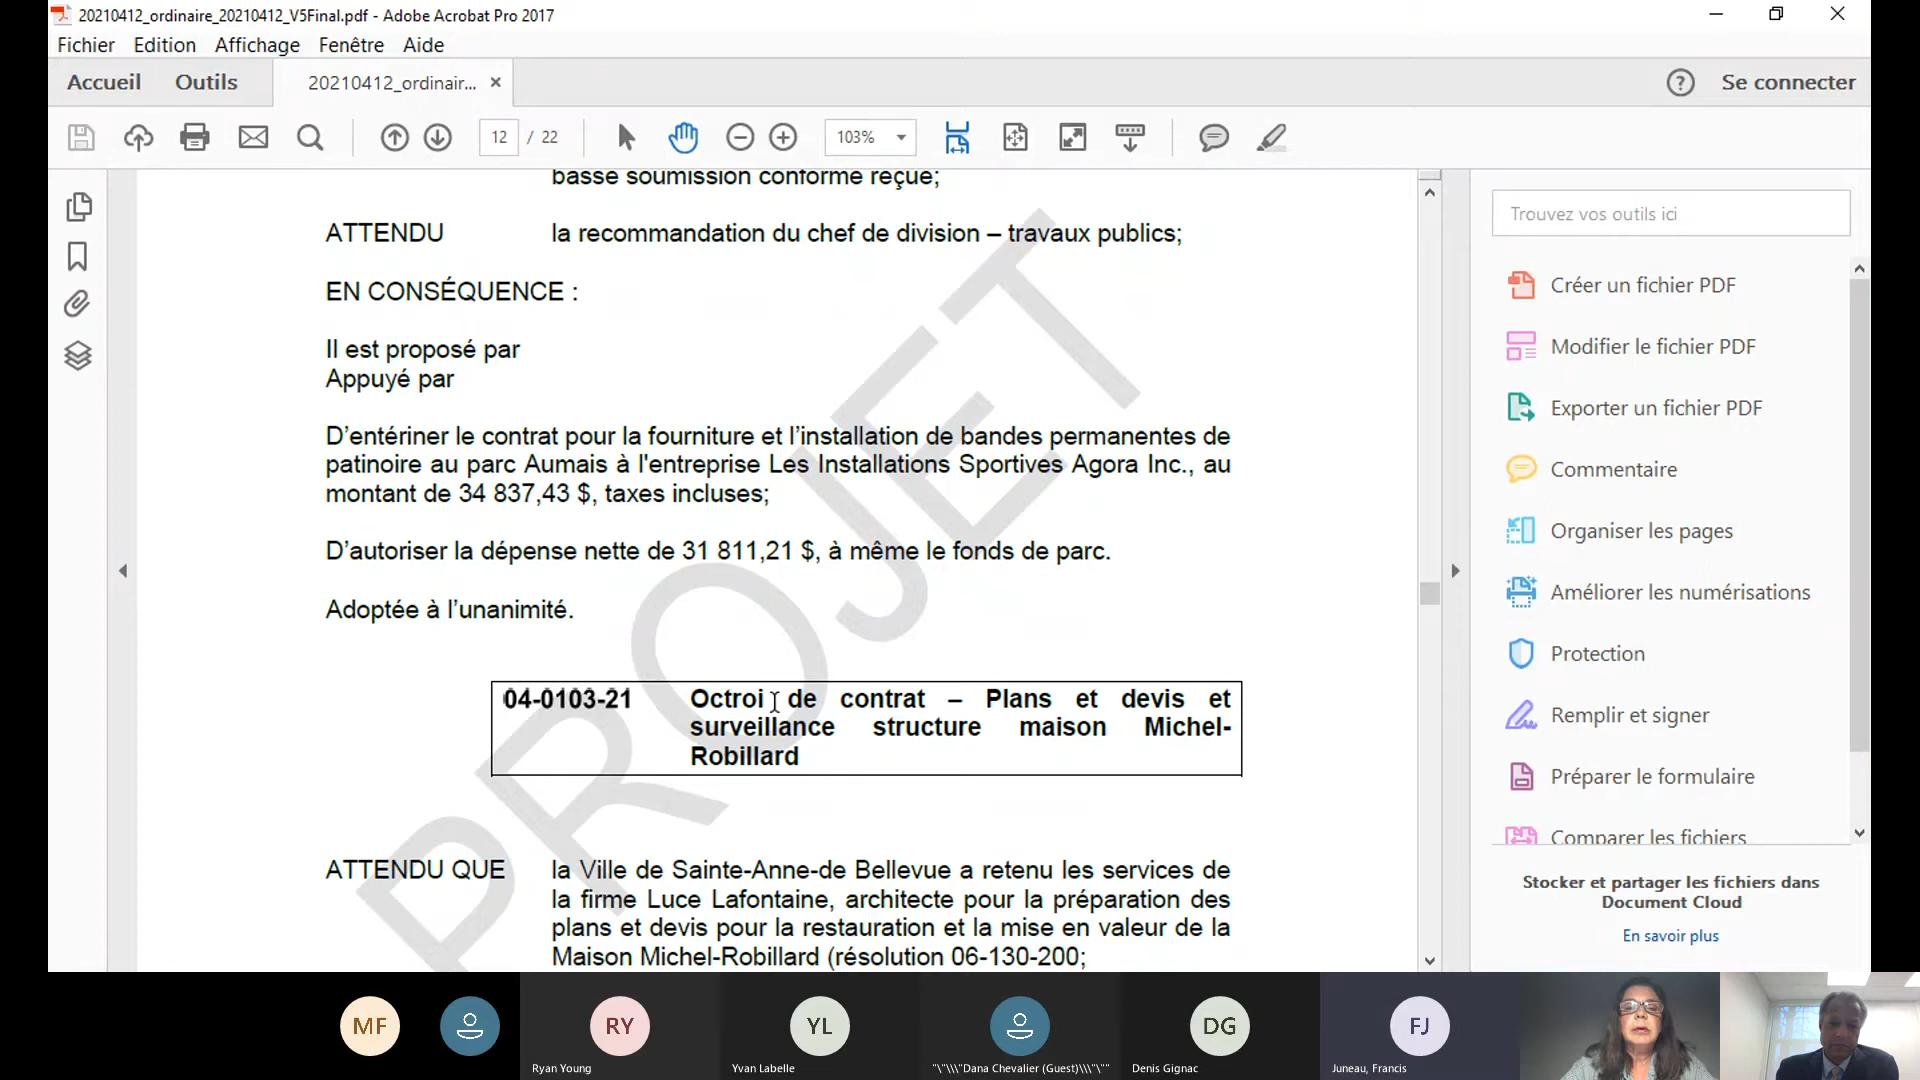 20210412_ordinaire_20210412_V5Final.pdf - Adobe Acrobat Pro 2017
Fichier Edition Affichage Fenêtre Aide
Accueil Outils 20210412_ordinair... × ? Se connecter
12 / 22 103%
basse soumission conforme reçue;
ATTENDU la recommandation du chef de division – travaux publics;
EN CONSÉQUENCE :
Il est proposé par
Appuyé par
D’entériner le contrat pour la fourniture et l’installation de bandes permanentes de
patinoire au parc Aumais à l'entreprise Les Installations Sportives Agora Inc., au
montant de 34 837,43 $, taxes incluses;
D’autoriser la dépense nette de 31 811,21 $, à même le fonds de parc.
Adoptée à l’unanimité.
04-0103-21 Octroi de contrat – Plans et devis et
surveillance structure maison Michel-
Robillard
ATTENDU QUE la Ville de Sainte-Anne-de Bellevue a retenu les services de
la firme Luce Lafontaine, architecte pour la préparation des
plans et devis pour la restauration et la mise en valeur de la
Maison Michel-Robillard (résolution 06-130-200;
PROJET
Trouvez vos outils ici
Créer un fichier PDF
Modifier le fichier PDF
Exporter un fichier PDF
Commentaire
Organiser les pages
Améliorer les numérisations
Protection
Remplir et signer
Préparer le formulaire
Comparer les fichiers
Stocker et partager les fichiers dans
Document Cloud
En savoir plus
MF RY YL DG FJ
Ryan Young Yvan Labelle "\"\\\"Dana Chevalier (Guest)\\\"\"" Denis Gignac Juneau, Francis